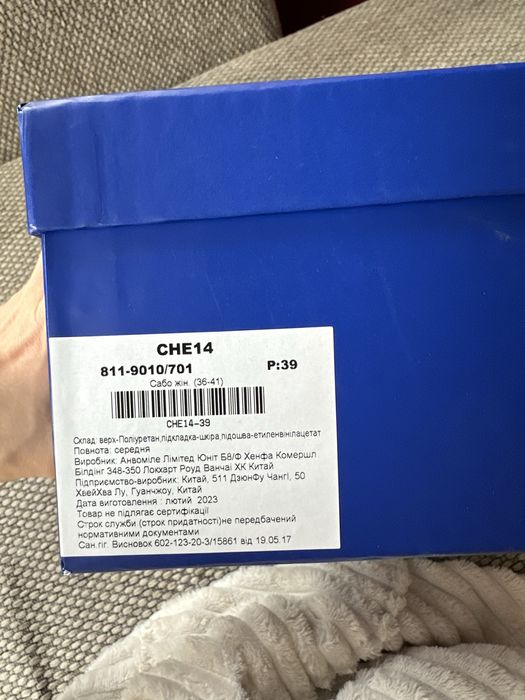 CHE14
811-9010/701 P:39
Сабо жін. (36-41)
CHE14-39
Склад: верх-Поліуретан,підкладка-шкіра,підошва-етиленвінілацетат
Повнота: середня
Виробник: Анвоміле Лімітед Юніт Б8/Ф Хенфа Комершл
Білдінг 348-350 Локхарт Роуд Ванчаі ХК Китай
Підприємство-виробник: Китай, 511 ДзюнФу Чангі, 50
ХвейХва Лу, Гуанчжоу, Китай
Дата виготовлення : лютий 2023
Товар не підлягає сертифікації
Строк служби (строк придатності)не передбачений
нормативними документами
Сан.гіг. Висновок 602-123-20-3/15861 від 19.05.17